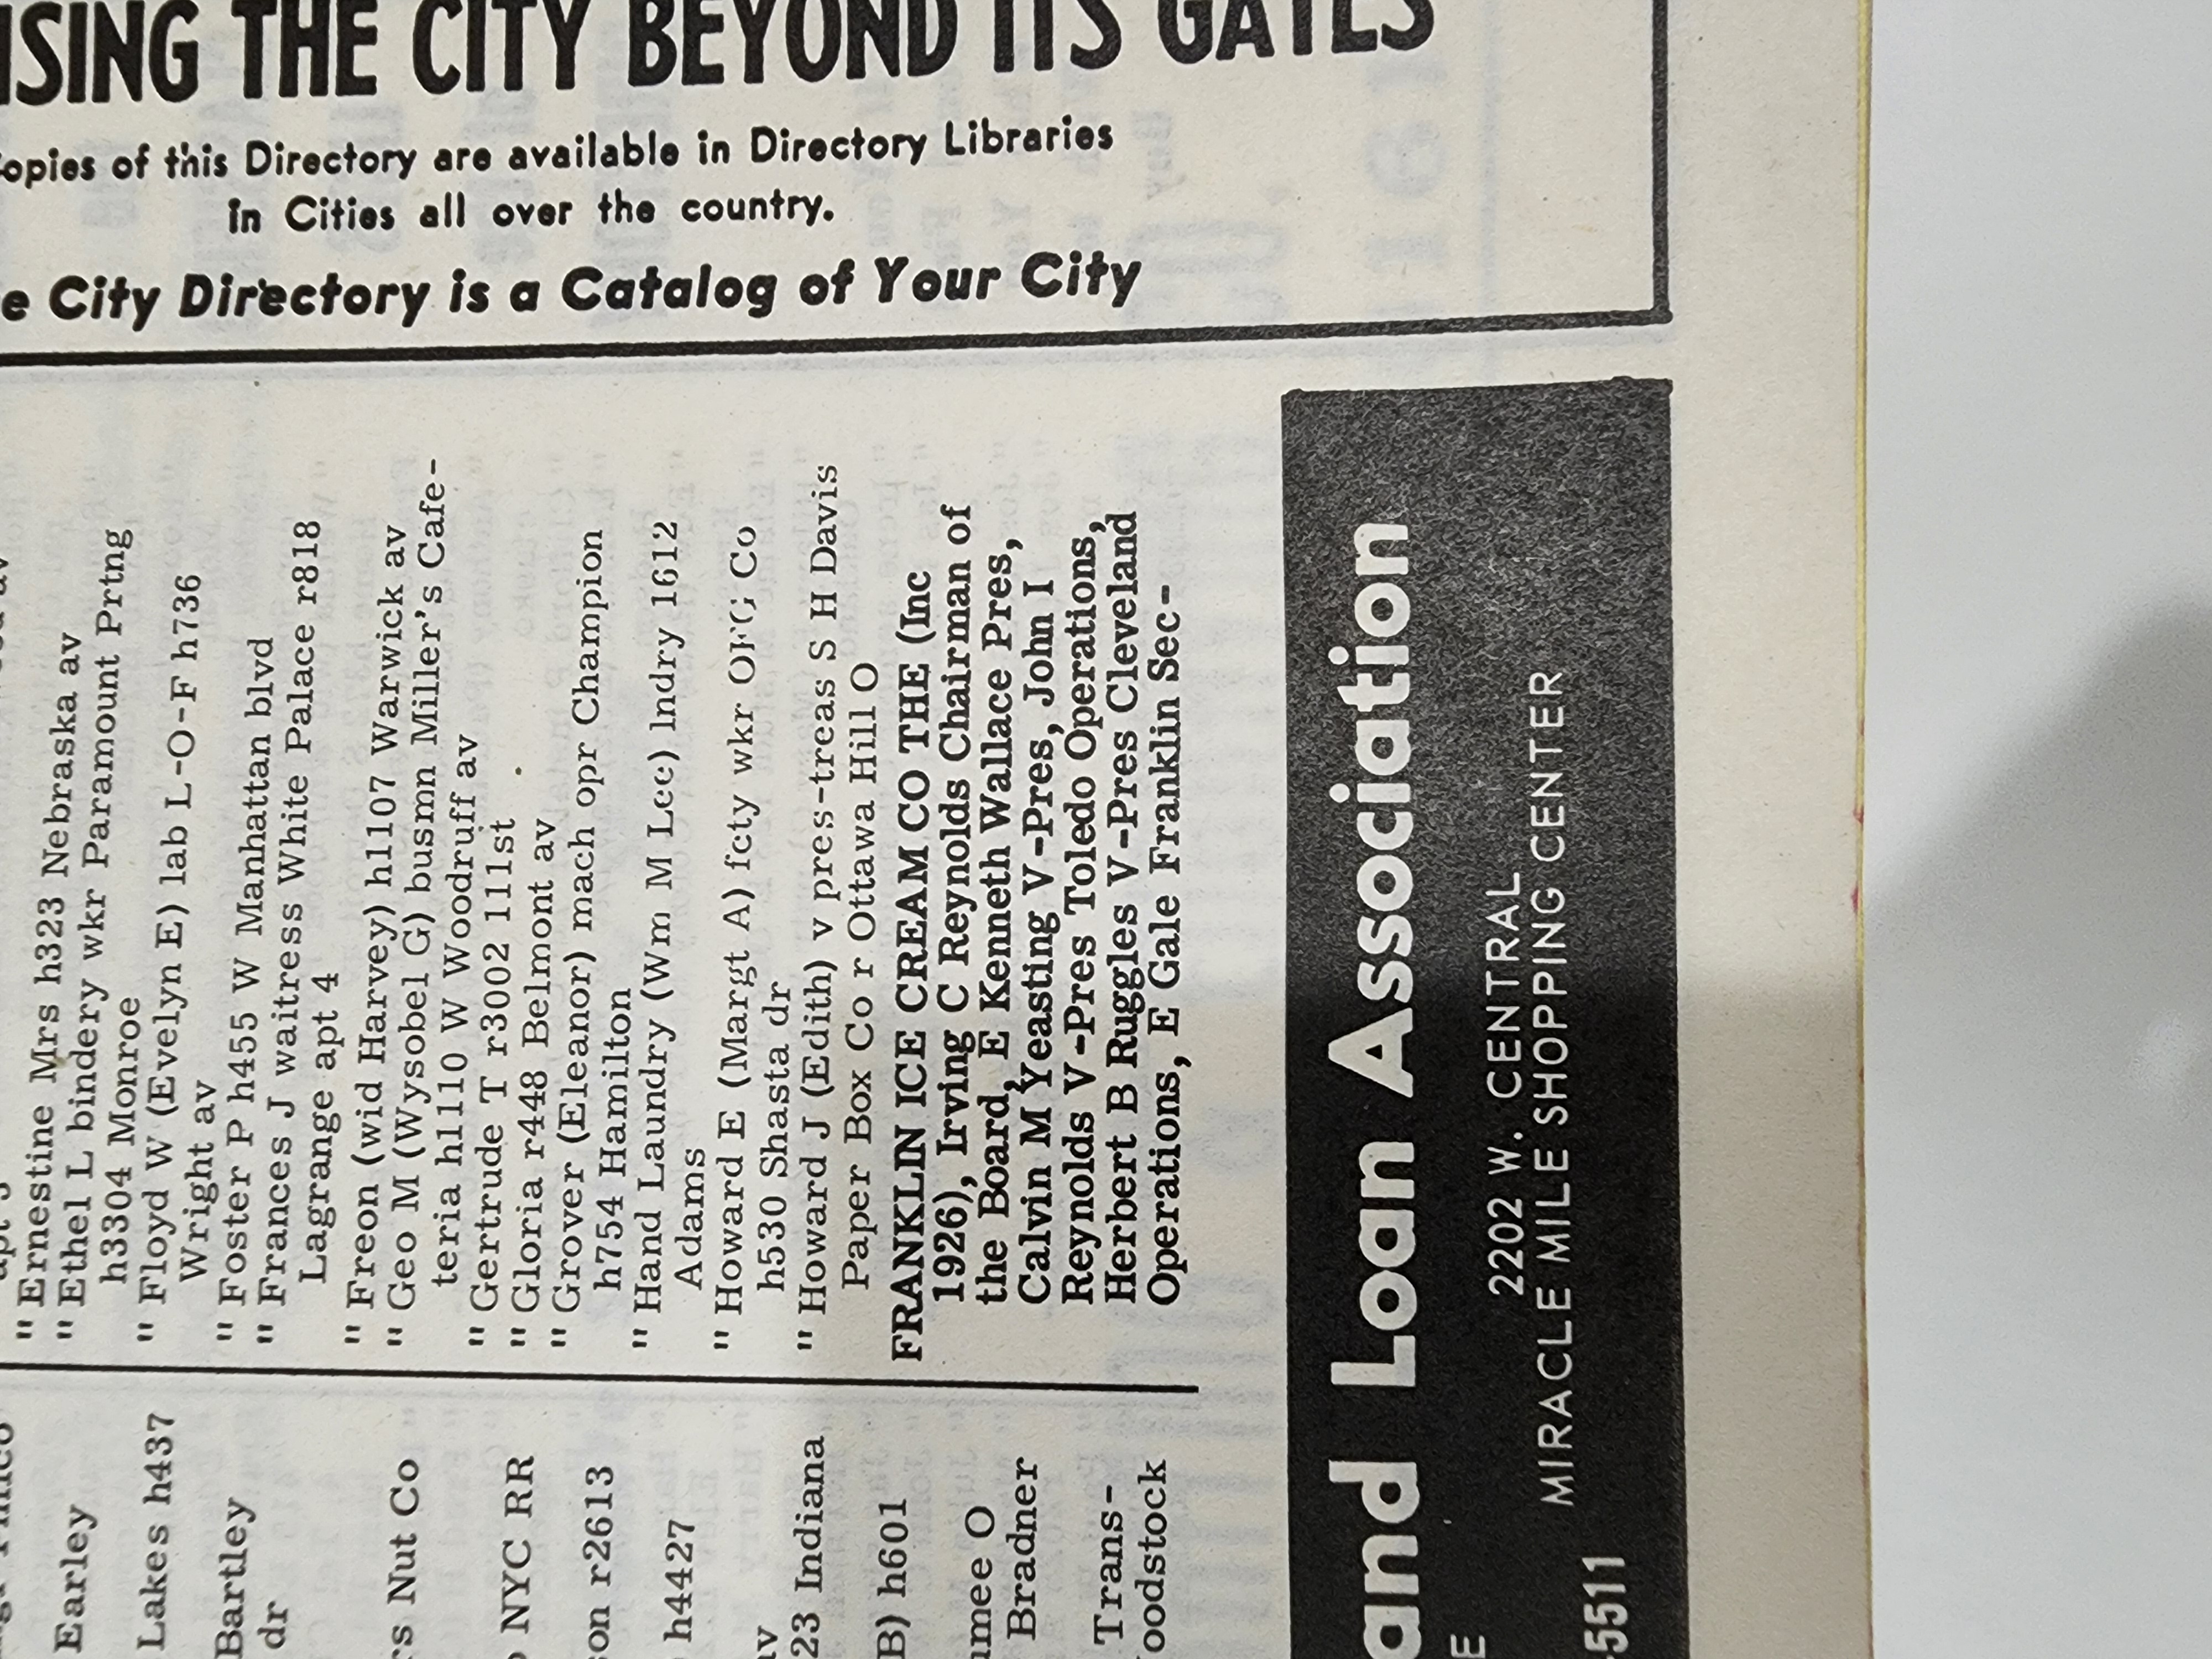 ISING THE CITY BEYOND ITS GATES
opies of this Directory are available in Directory Libraries
in Cities all over the country.
e City Directory is a Catalog of Your City
Earley
Lakes h437
Bartley
dr
rs Nut Co
NYC RR
son r2613
h4427
av
23 Indiana
B) h601
umee O
Bradner
Trans-
oodstock
" Ernestine Mrs h323 Nebraska av
" Ethel L bindery wkr Paramount Prtng
h3304 Monroe
" Floyd W (Evelyn E) lab L-O-F h736
Wright av
" Foster P h455 W Manhattan blvd
" Frances J waitress White Palace r818
Lagrange apt 4
" Freon (wid Harvey) h1107 Warwick av
" Geo M (Wysobel G) busmn Miller's Cafe-
teria h1110 W Woodruff av
" Gertrude T r3002 111st
" Gloria r448 Belmont av
" Grover (Eleanor) mach opr Champion
h754 Hamilton
" Hand Laundry (Wm M Lee) lndry 1612
Adams
" Howard E (Margt A) fcty wkr Co
h530 Shasta dr
" Howard J (Edith) v pres-treas S H Davis
Paper Box Co r Ottawa Hill O
FRANKLIN ICE CREAM CO THE (Inc
1926), Irving C Reynolds Chairman of
the Board, E Kenneth Wallace Pres,
Calvin M Yeasting V-Pres, John I
Reynolds V-Pres Toledo Operations,
Herbert B Ruggles V-Pres Cleveland
Operations, E Gale Franklin Sec-
and Loan Association
E
2202 W. CENTRAL
MIRACLE MILE SHOPPING CENTER
-5511